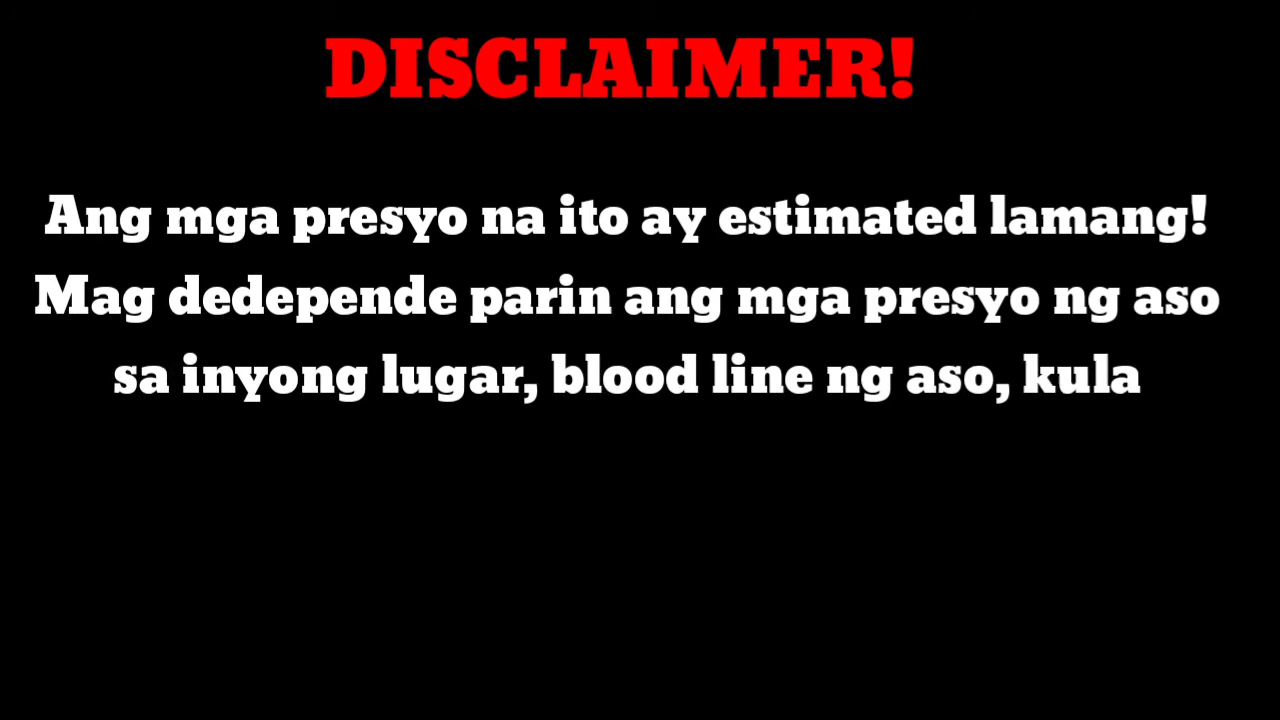 DISCLAIMER!
Ang mga presyo na ito ay estimated lamang!
Mag dedepende parin ang mga presyo ng aso
sa inyong lugar, blood line ng aso, kula